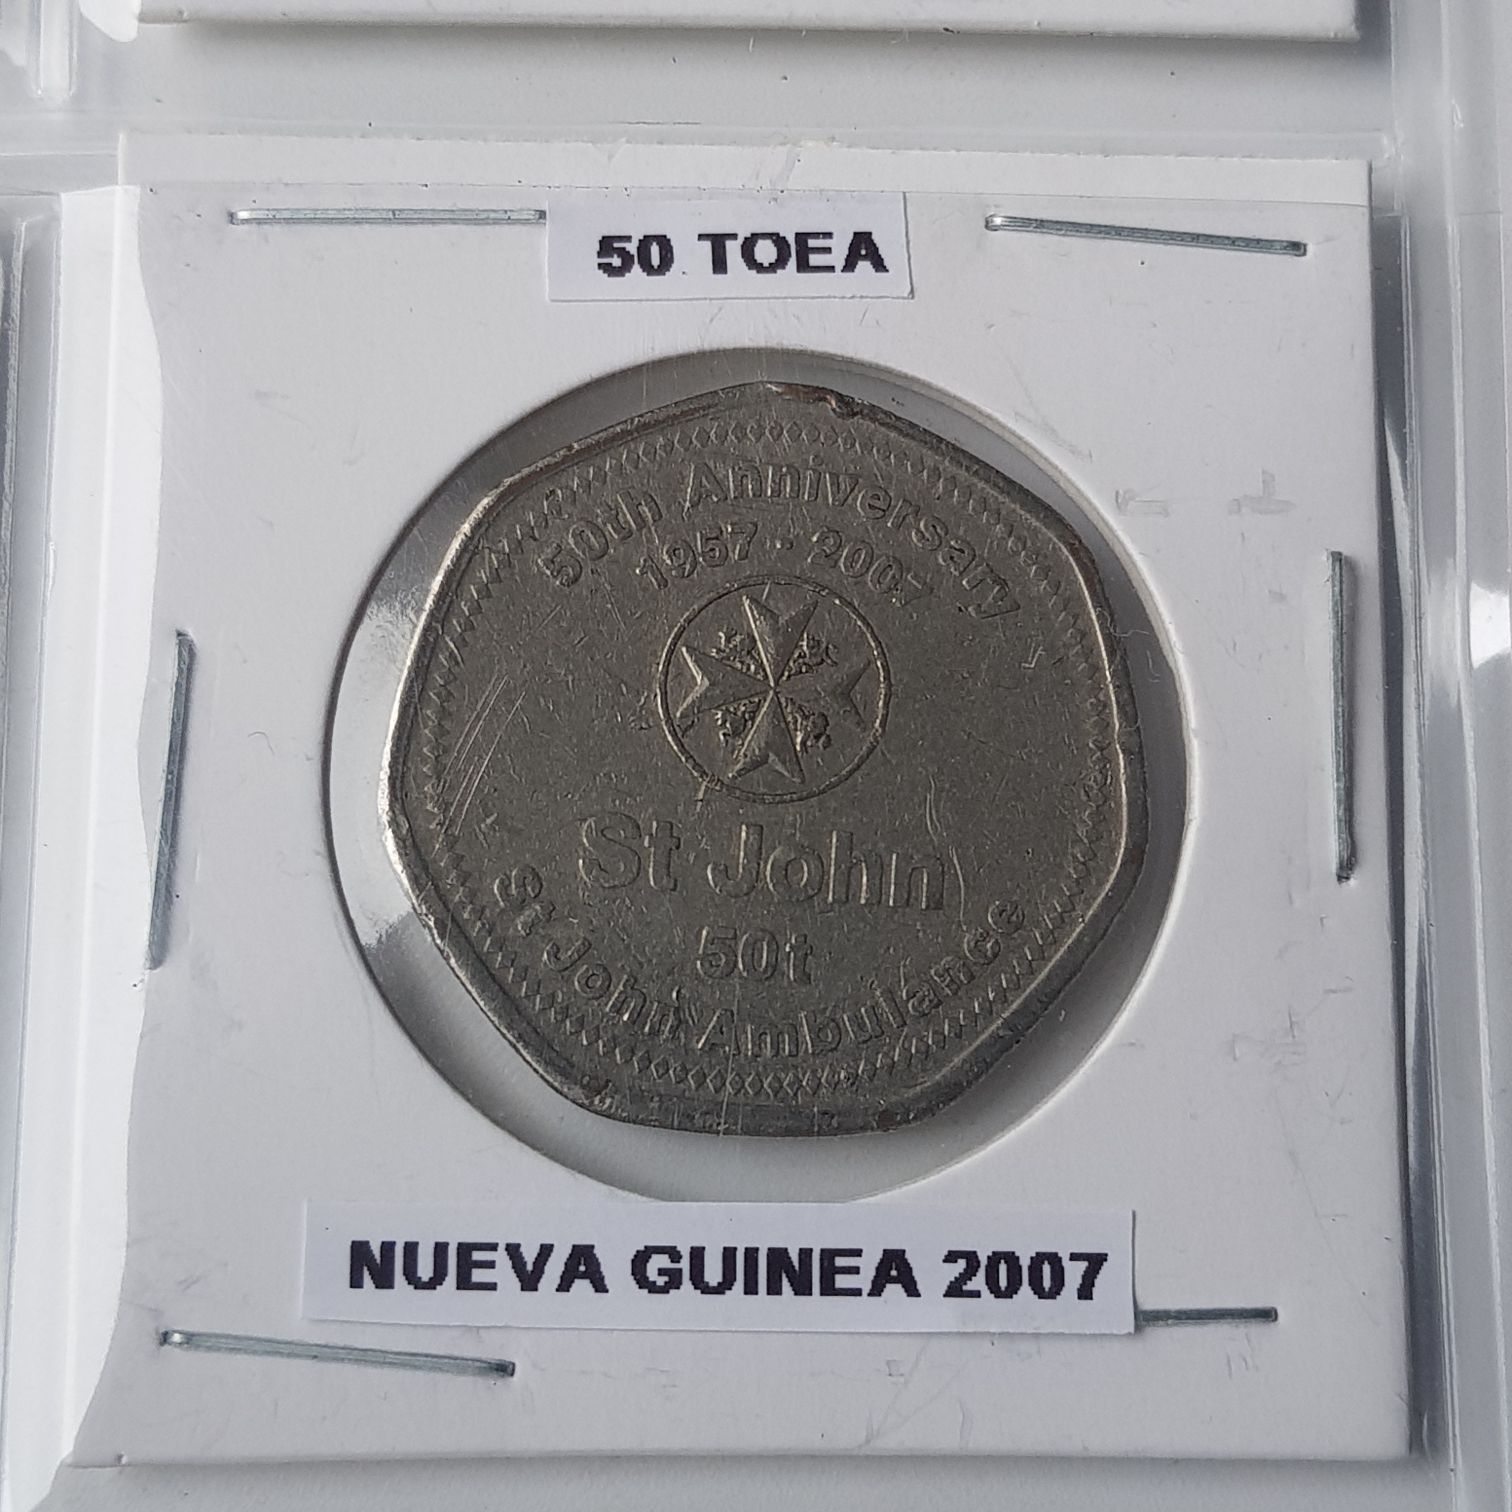 50 TOEA
50th Anniversary
1957 - 2007
St John
50t
St John Ambulance
NUEVA GUINEA 2007